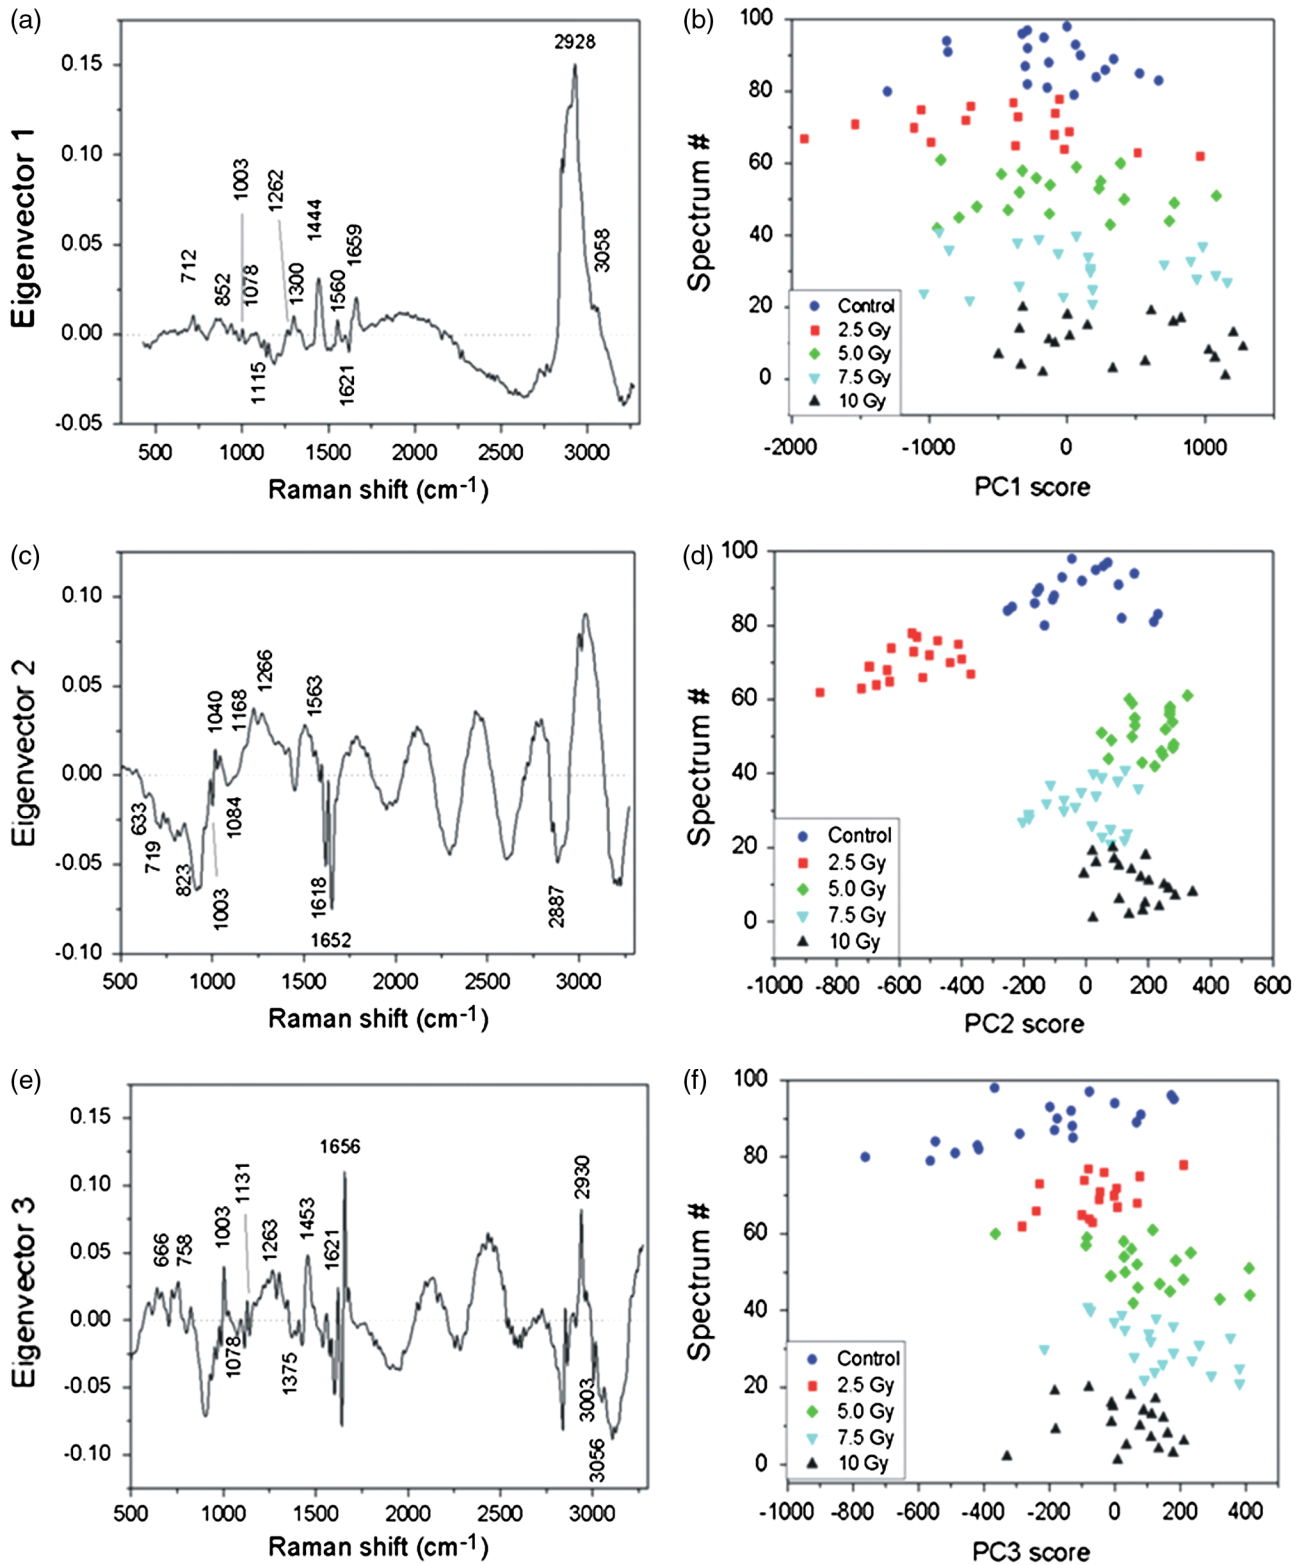 (a)
Eigenvector 1
0.15
0.10
0.05
0.00
-0.05
712
852
1003
1078
1115
1262
1300
1444
1560
1621
1659
2928
3058
500 1000 1500 2000 2500 3000
Raman shift (cm-1)
(b)
Spectrum #
100
80
60
40
20
0
Control
2.5 Gy
5.0 Gy
7.5 Gy
10 Gy
-2000 -1000 0 1000
PC1 score
(c)
Eigenvector 2
0.10
0.05
0.00
-0.05
-0.10
633
719
823
1003
1040
1084
1168
1266
1563
1618
1652
2887
500 1000 1500 2000 2500 3000
Raman shift (cm-1)
(d)
Spectrum #
100
80
60
40
20
0
Control
2.5 Gy
5.0 Gy
7.5 Gy
10 Gy
-1000 -800 -600 -400 -200 0 200 400 600
PC2 score
(e)
Eigenvector 3
0.15
0.10
0.05
0.00
-0.05
-0.10
666
758
1003
1078
1131
1263
1375
1453
1621
1656
2930
3003
3056
500 1000 1500 2000 2500 3000
Raman shift (cm-1)
(f)
Spectrum #
100
80
60
40
20
0
Control
2.5 Gy
5.0 Gy
7.5 Gy
10 Gy
-1000 -800 -600 -400 -200 0 200 400
PC3 score